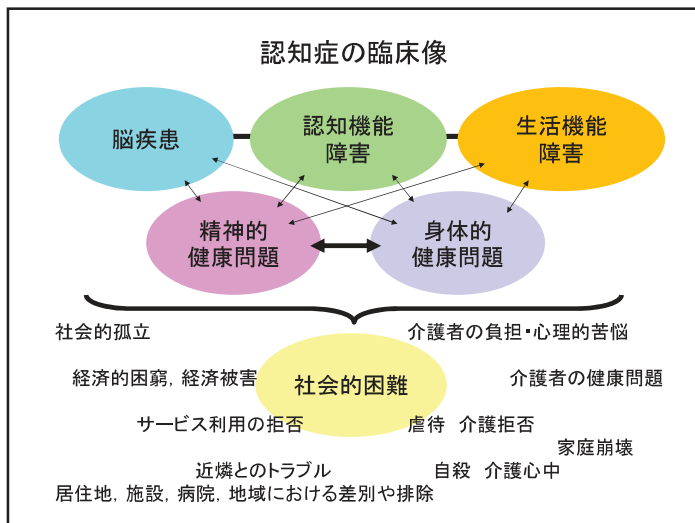 認知症の臨床像
脳疾患
認知機能
障害
生活機能
障害
精神的
健康問題
身体的
健康問題
社会的孤立
介護者の負担・心理的苦悩
経済的困窮，経済被害
社会的困難
介護者の健康問題
サービス利用の拒否
虐待 介護拒否
家庭崩壊
近燐とのトラブル
自殺 介護心中
居住地，施設，病院，地域における差別や排除